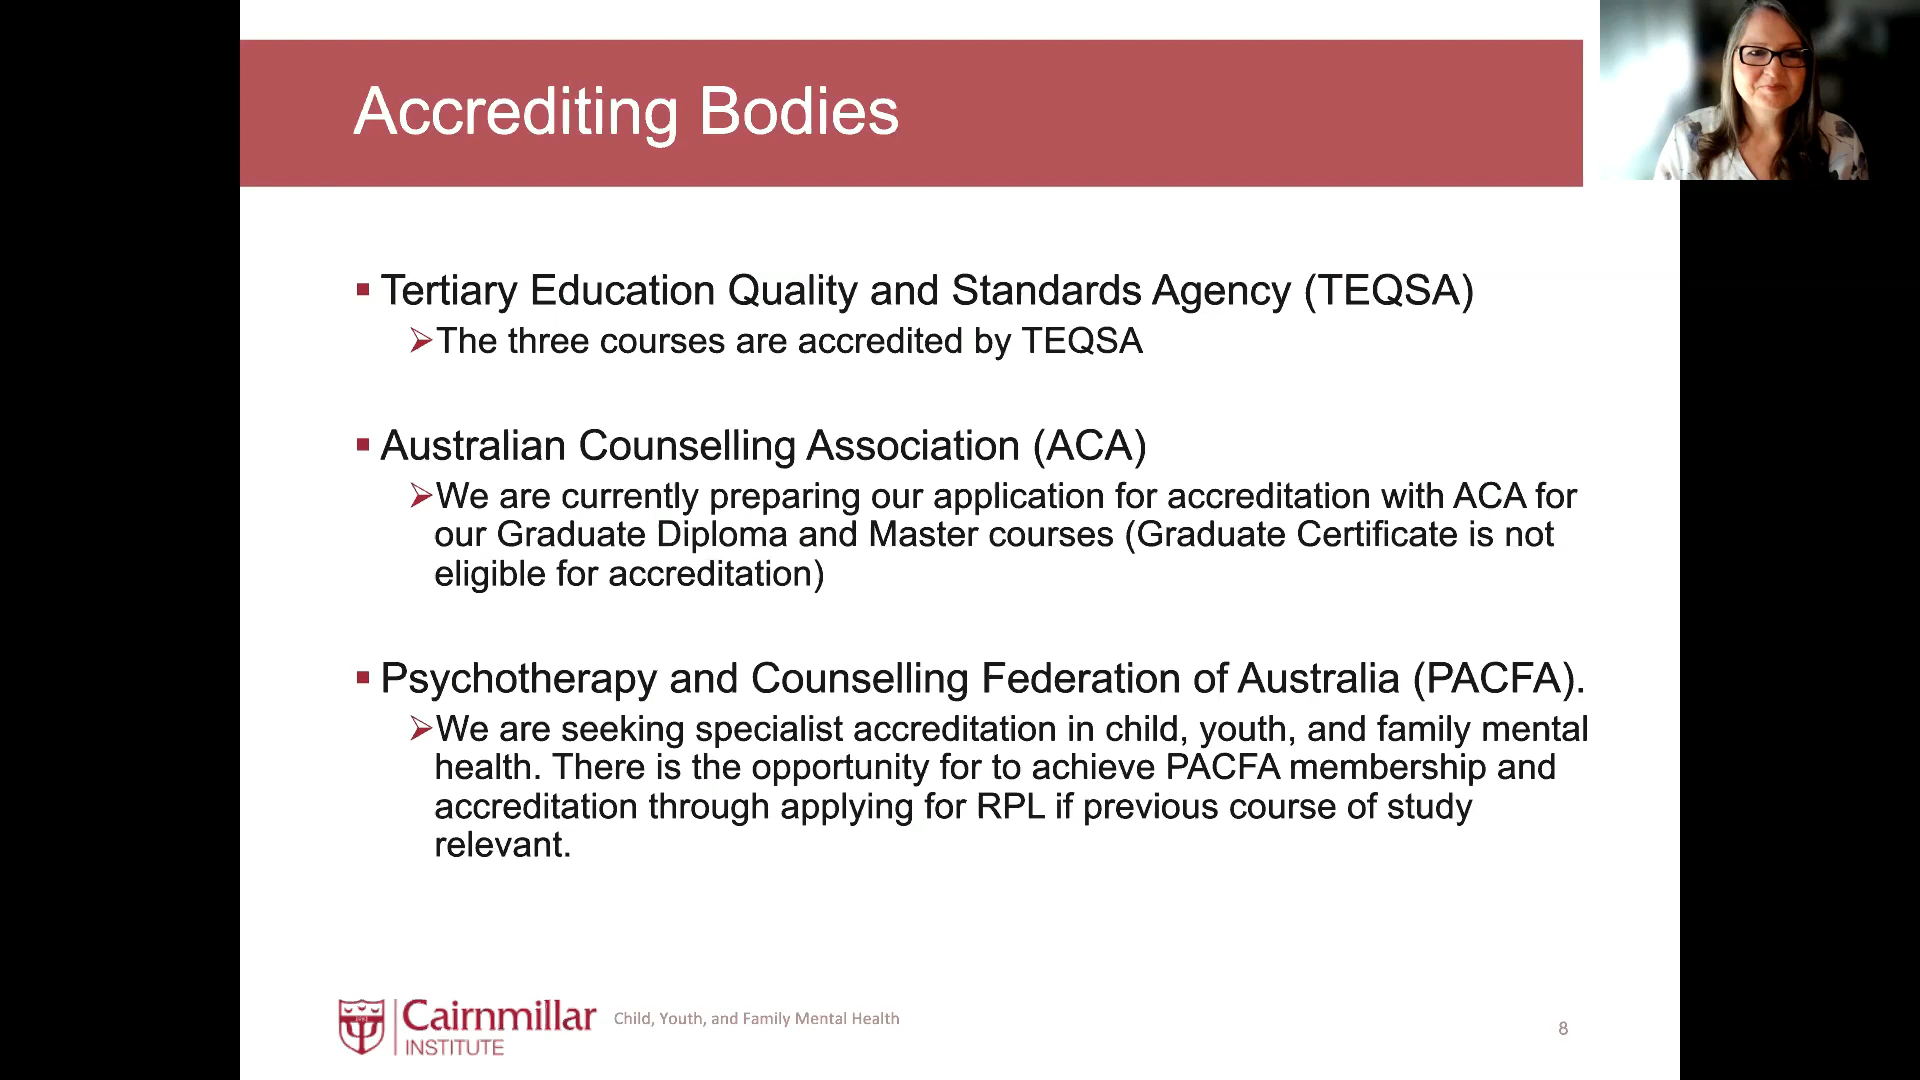 Accrediting Bodies
Tertiary Education Quality and Standards Agency (TEQSA)
The three courses are accredited by TEQSA
Australian Counselling Association (ACA)
We are currently preparing our application for accreditation with ACA for
our Graduate Diploma and Master courses (Graduate Certificate is not
eligible for accreditation)
Psychotherapy and Counselling Federation of Australia (PACFA).
We are seeking specialist accreditation in child, youth, and family mental
health. There is the opportunity for to achieve PACFA membership and
accreditation through applying for RPL if previous course of study
relevant.
Cairnmillar
INSTITUTE
Child, Youth, and Family Mental Health
8